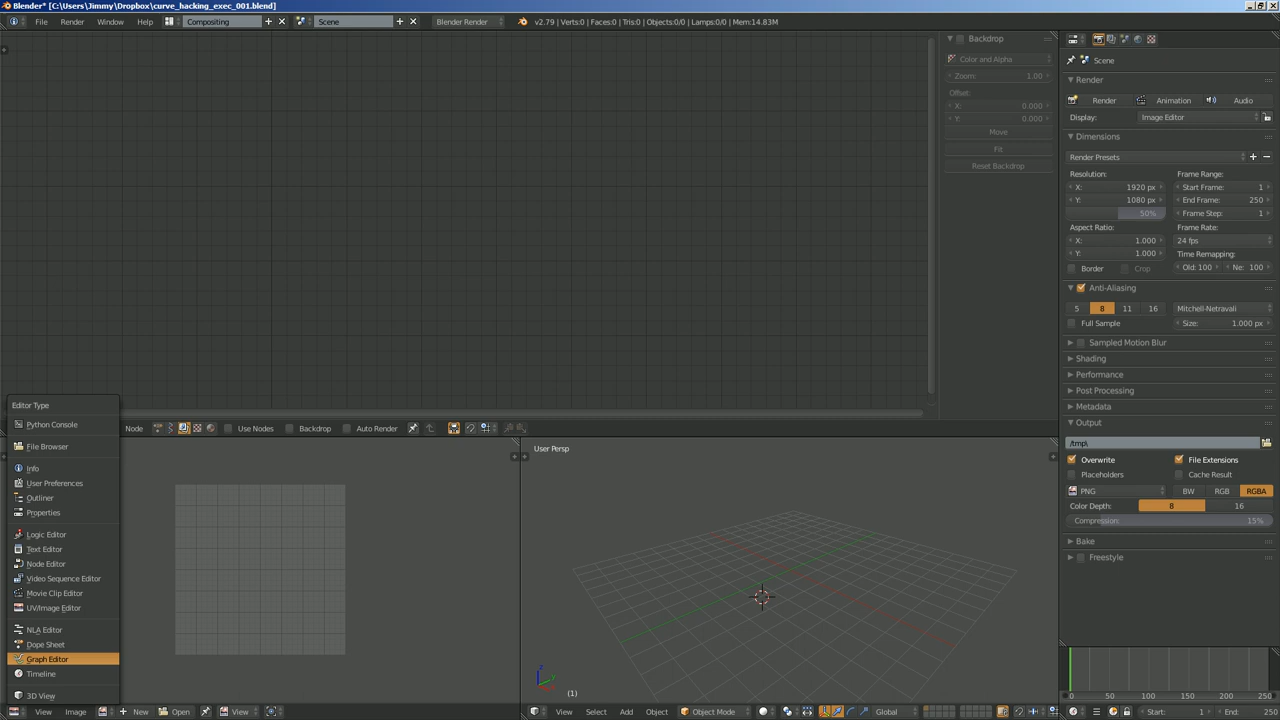 Blender* [C:\Users\Jimmy\Dropbox\curve_hacking_exec_001.blend]
File Render Window Help Compositing Scene Blender Render v2.79 | Verts:0 | Faces:0 | Tris:0 | Objects:0/0 | Lamps:0/0 | Mem:14.83M
Backdrop
Color and Alpha
Zoom: 1.00
Offset:
X: 0.000
Y: 0.000
Move
Fit
Reset Backdrop
Scene
Render
Render Animation Audio
Display: Image Editor
Dimensions
Render Presets
Resolution: Frame Range:
X: 1920 px Start Frame: 1
Y: 1080 px End Frame: 250
50% Frame Step: 1
Aspect Ratio: Frame Rate:
X: 1.000 24 fps
Y: 1.000 Time Remapping:
Border Crop Old: 100 Ne: 100
Anti-Aliasing
5 8 11 16 Mitchell-Netravali
Full Sample Size: 1.000 px
Sampled Motion Blur
Shading
Performance
Post Processing
Metadata
Output
/tmp\
Overwrite File Extensions
Placeholders Cache Result
PNG BW RGB RGBA
Color Depth: 8 16
Compression: 15%
Bake
Freestyle
Editor Type
Python Console
File Browser
Info
User Preferences
Outliner
Properties
Logic Editor
Text Editor
Node Editor
Video Sequence Editor
Movie Clip Editor
UV/Image Editor
NLA Editor
Dope Sheet
Graph Editor
Timeline
3D View
Node Use Nodes Backdrop Auto Render
User Persp
(1)
View Image New Open View
View Select Add Object Object Mode Global
0 50 100 150 200 250
Start: 1 End: 250